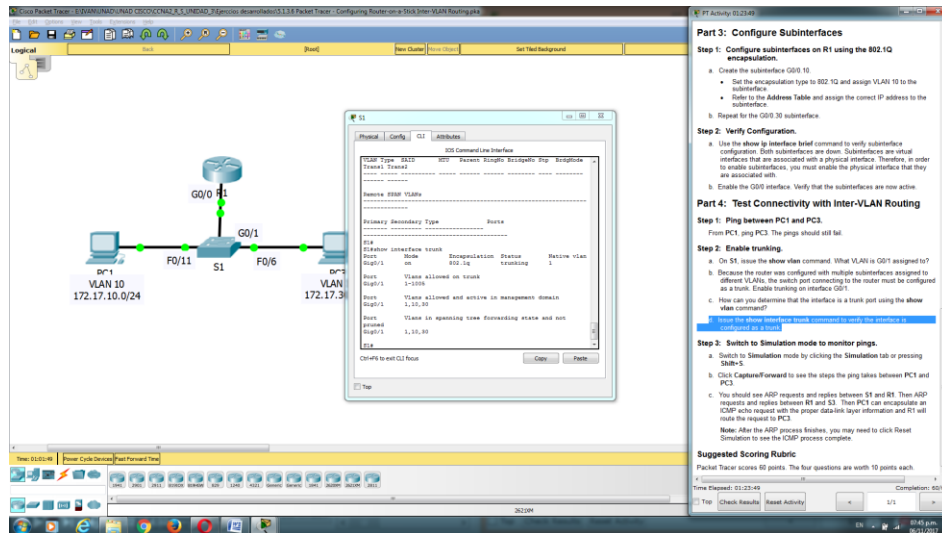 Cisco Packet Tracer - E:\IVAN\UNAD\UNAD CISCO\CCNA2_R_S_UNIDAD_3\Ejercios desarrollados\5.1.3.6 Packet Tracer - Configuring Router-on-a-Stick Inter-VLAN Routing.pka
File Edit Options View Tools Extensions Help
Logical
Back
[Root]
New Cluster
Move Object
Set Tiled Background
G0/0 R1
G0/1
F0/11
S1
F0/6
PC1
VLAN 10
172.17.10.0/24
PC3
VLAN
172.17.3
S1
Physical Config CLI Attributes
IOS Command Line Interface
VLAN Type SAID MTU Parent RingNo BridgeNo Stp BrdgMode
Trans1 Trans2
Remote SPAN VLANs
Primary Secondary Type Ports
S1#
S1#show interface trunk
Port Mode Encapsulation Status Native vlan
Gig0/1 on 802.1q trunking 1
Port Vlans allowed on trunk
Gig0/1 1-1005
Port Vlans allowed and active in management domain
Gig0/1 1,10,30
Port Vlans in spanning tree forwarding state and not
pruned
Gig0/1 1,10,30
S1#
Ctrl+F6 to exit CLI focus
Copy
Paste
Top
Time: 01:01:49
Power Cycle Devices
Fast Forward Time
2621XM
PT Activity: 01:23:49
Part 3: Configure Subinterfaces
Step 1: Configure subinterfaces on R1 using the 802.1Q
encapsulation.
a. Create the subinterface G0/0.10.
• Set the encapsulation type to 802.1Q and assign VLAN 10 to the
subinterface.
• Refer to the Address Table and assign the correct IP address to the
subinterface.
b. Repeat for the G0/0.30 subinterface.
Step 2: Verify Configuration.
a. Use the show ip interface brief command to verify subinterface
configuration. Both subinterfaces are down. Subinterfaces are virtual
interfaces that are associated with a physical interface. Therefore, in order
to enable subinterfaces, you must enable the physical interface that they
are associated with.
b. Enable the G0/0 interface. Verify that the subinterfaces are now active.
Part 4: Test Connectivity with Inter-VLAN Routing
Step 1: Ping between PC1 and PC3.
From PC1, ping PC3. The pings should still fail.
Step 2: Enable trunking.
a. On S1, issue the show vlan command. What VLAN is G0/1 assigned to?
b. Because the router was configured with multiple subinterfaces assigned to
different VLANs, the switch port connecting to the router must be configured
as a trunk. Enable trunking on interface G0/1.
c. How can you determine that the interface is a trunk port using the show
vlan command?
d. Issue the show interface trunk command to verify the interface is
configured as a trunk.
Step 3: Switch to Simulation mode to monitor pings.
a. Switch to Simulation mode by clicking the Simulation tab or pressing
Shift+S.
b. Click Capture/Forward to see the steps the ping takes between PC1 and
PC3.
c. You should see ARP requests and replies between S1 and R1. Then ARP
requests and replies between R1 and S3. Then PC1 can encapsulate an
ICMP echo request with the proper data-link layer information and R1 will
route the request to PC3.
Note: After the ARP process finishes, you may need to click Reset
Simulation to see the ICMP process complete.
Suggested Scoring Rubric
Packet Tracer scores 60 points. The four questions are worth 10 points each.
Time Elapsed: 01:23:49
Completion: 60/
Top
Check Results
Reset Activity
<
1/1
>
EN
03:45 p.m.
06/11/2017